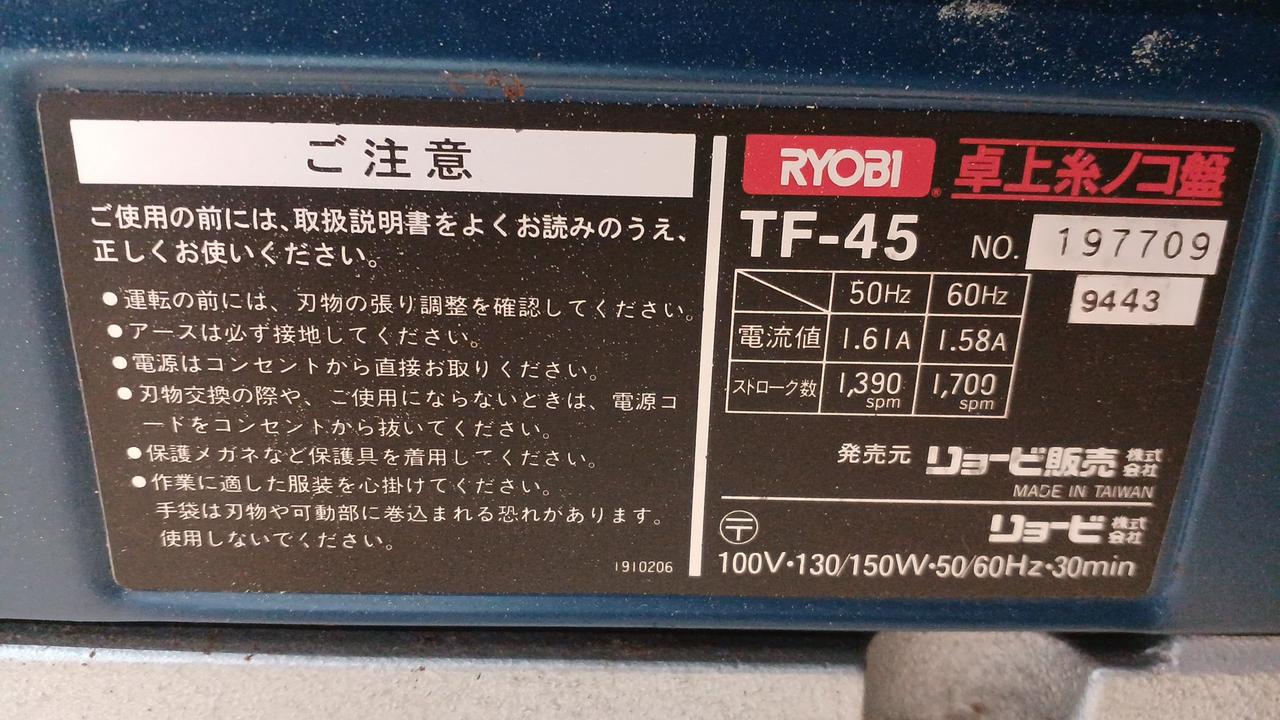 ご注意
ご使用の前には、取扱説明書をよくお読みのうえ、
正しくお使いください。
●運転の前には、刃物の張り調整を確認してください。
●アースは必ず接地してください。
●電源はコンセントから直接お取りください。
●刃物交換の際や、ご使用にならないときは、電源コ
ードをコンセントから抜いてください。
●保護メガネなど保護具を着用してください。
●作業に適した服装を心掛けてください。
手袋は刃物や可動部に巻込まれる恐れがあります。
使用しないでください。
1910206
RYOBI® 卓上糸ノコ盤
TF-45 NO. 197709
9443
50Hz 60Hz
電流値 1.61A 1.58A
ストローク数 1,390 spm 1,700 spm
発売元 リョービ販売 株式会社
MADE IN TAIWAN
〒 リョービ 株式会社
100V・130/150W・50/60Hz・30min